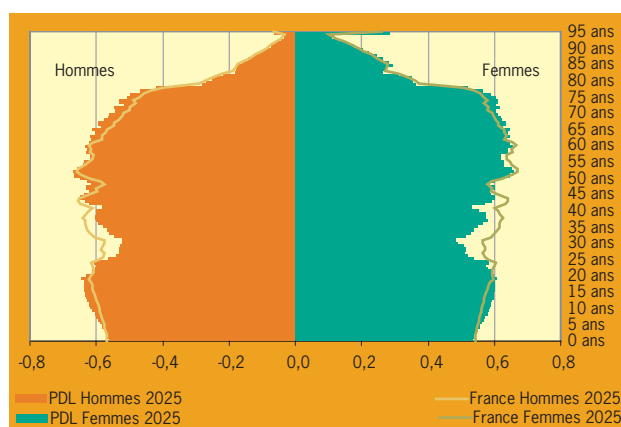 Hommes
Femmes
95 ans
90 ans
85 ans
80 ans
75 ans
70 ans
65 ans
60 ans
55 ans
50 ans
45 ans
40 ans
35 ans
30 ans
25 ans
20 ans
15 ans
10 ans
5 ans
0 ans
-0,8 -0,6 -0,4 -0,2 0,0 0,2 0,4 0,6 0,8
PDL Hommes 2025 France Hommes 2025
PDL Femmes 2025 France Femmes 2025